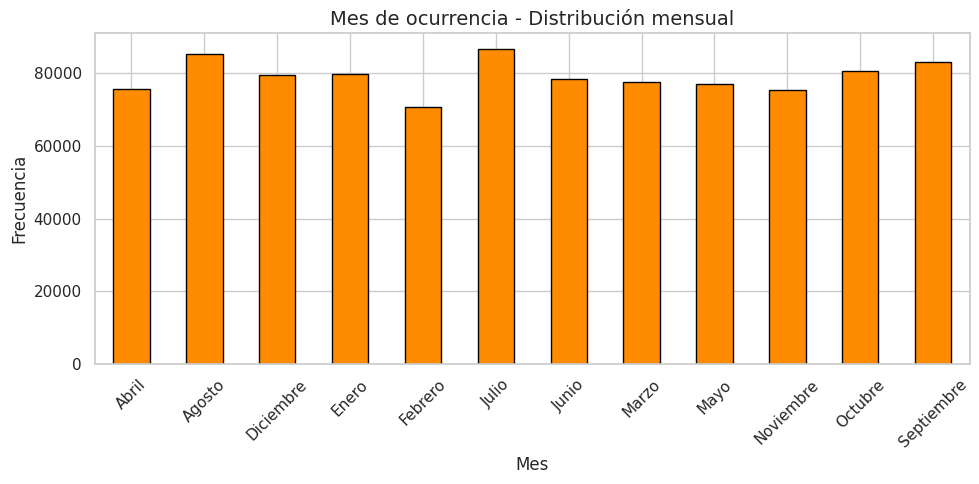 Mes de ocurrencia - Distribución mensual
Frecuencia
80000
60000
40000
20000
0
Abril
Agosto
Diciembre
Enero
Febrero
Julio
Junio
Marzo
Mayo
Noviembre
Octubre
Septiembre
Mes